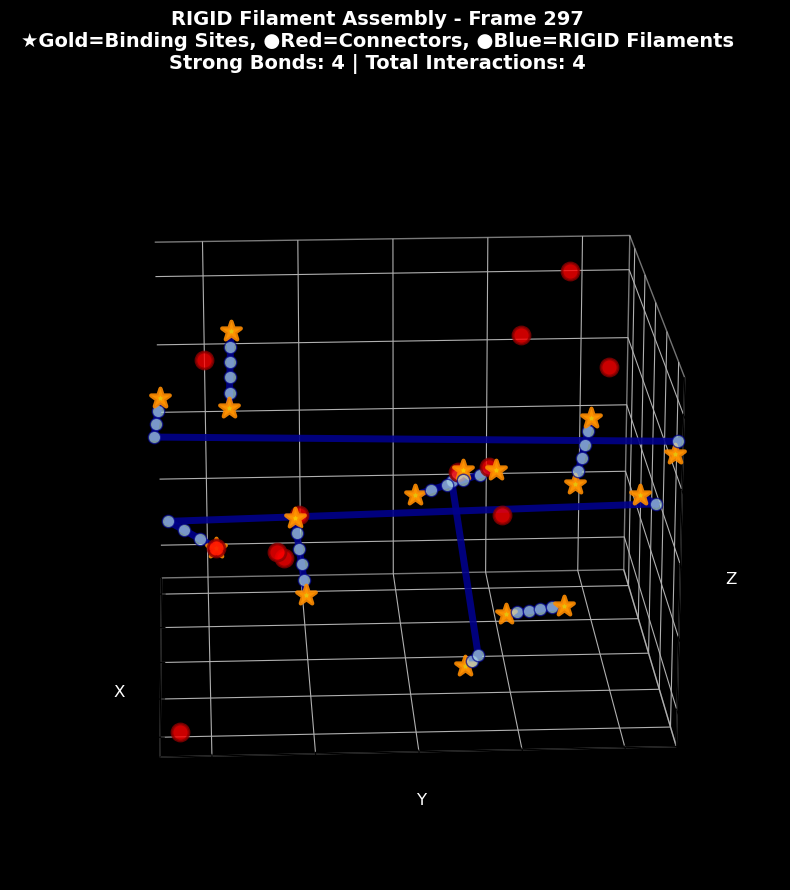 RIGID Filament Assembly - Frame 297
★Gold=Binding Sites, ●Red=Connectors, ●Blue=RIGID Filaments
Strong Bonds: 4 | Total Interactions: 4
Z
X
Y